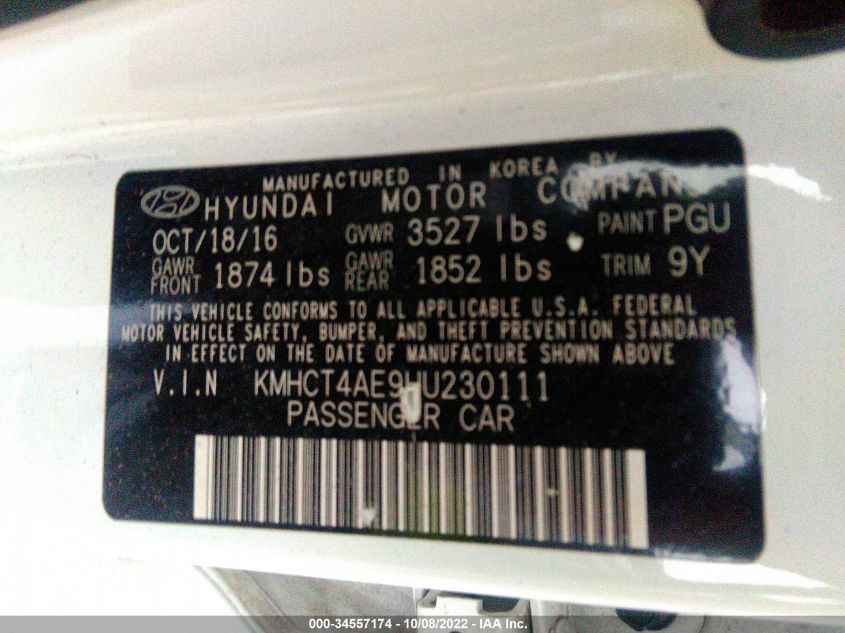 MANUFACTURED IN KOREA BY
HYUNDAI MOTOR COMPANY
OCT/18/16 GVWR 3527 lbs PAINT PGU
GAWR FRONT 1874 lbs GAWR REAR 1852 lbs TRIM 9Y
THIS VEHICLE CONFORMS TO ALL APPLICABLE U.S.A. FEDERAL
MOTOR VEHICLE SAFETY, BUMPER, AND THEFT PREVENTION STANDARDS
IN EFFECT ON THE DATE OF MANUFACTURE SHOWN ABOVE
V.I.N KMHCT4AE9HU230111
PASSENGER CAR
000-34557174 - 10/08/2022 - IAA Inc.